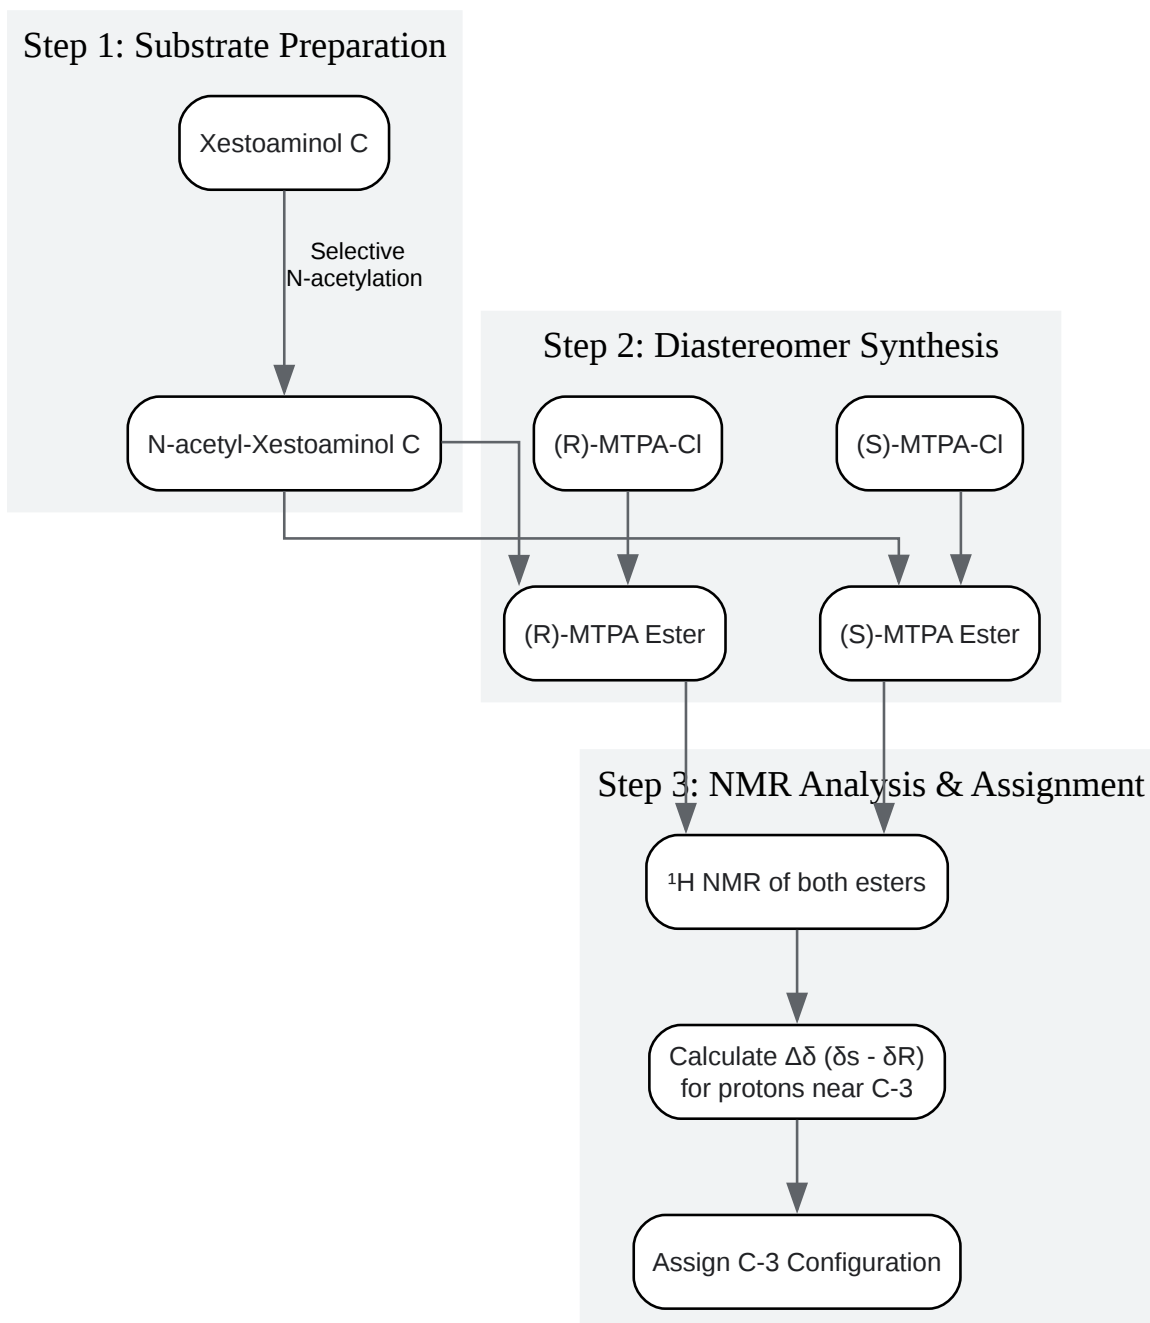 Step 1: Substrate Preparation
Xestoaminol C
Selective
N-acetylation
N-acetyl-Xestoaminol C
Step 2: Diastereomer Synthesis
(R)-MTPA-Cl
(S)-MTPA-Cl
(R)-MTPA Ester
(S)-MTPA Ester
Step 3: NMR Analysis & Assignment
¹H NMR of both esters
Calculate Δδ (δs - δR)
for protons near C-3
Assign C-3 Configuration